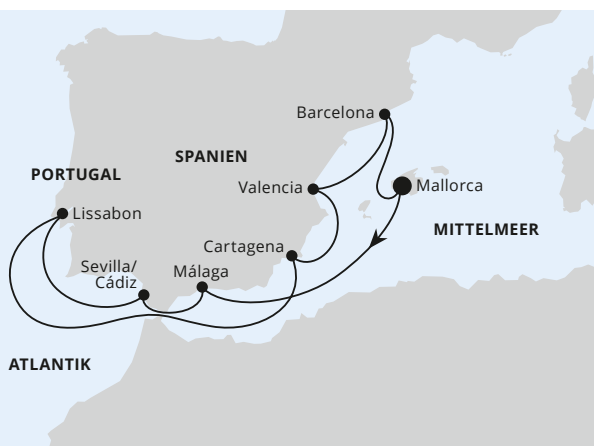 Barcelona
SPANIEN
PORTUGAL
Valencia
Mallorca
Lissabon
MITTELMEER
Cartagena
Sevilla/
Cádiz
Málaga
ATLANTIK